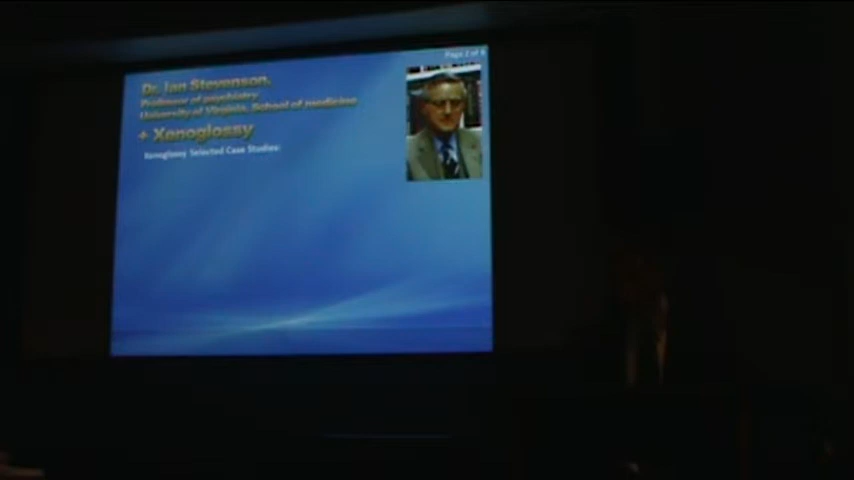 Page 2 of 6
Dr. Ian Stevenson,
Professor of psychiatry
University of Virginia, School of medicine
+ Xenoglossy
Xenoglossy Selected Case Studies: